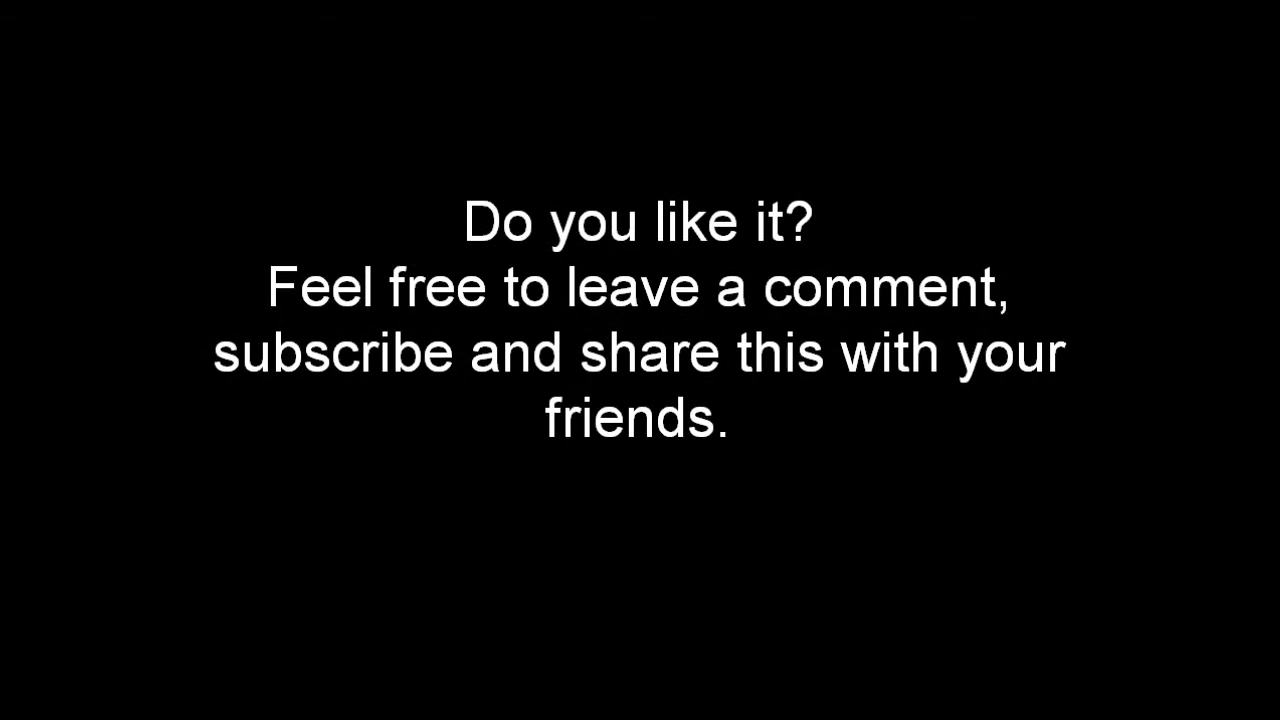 Do you like it?
Feel free to leave a comment,
subscribe and share this with your
friends.